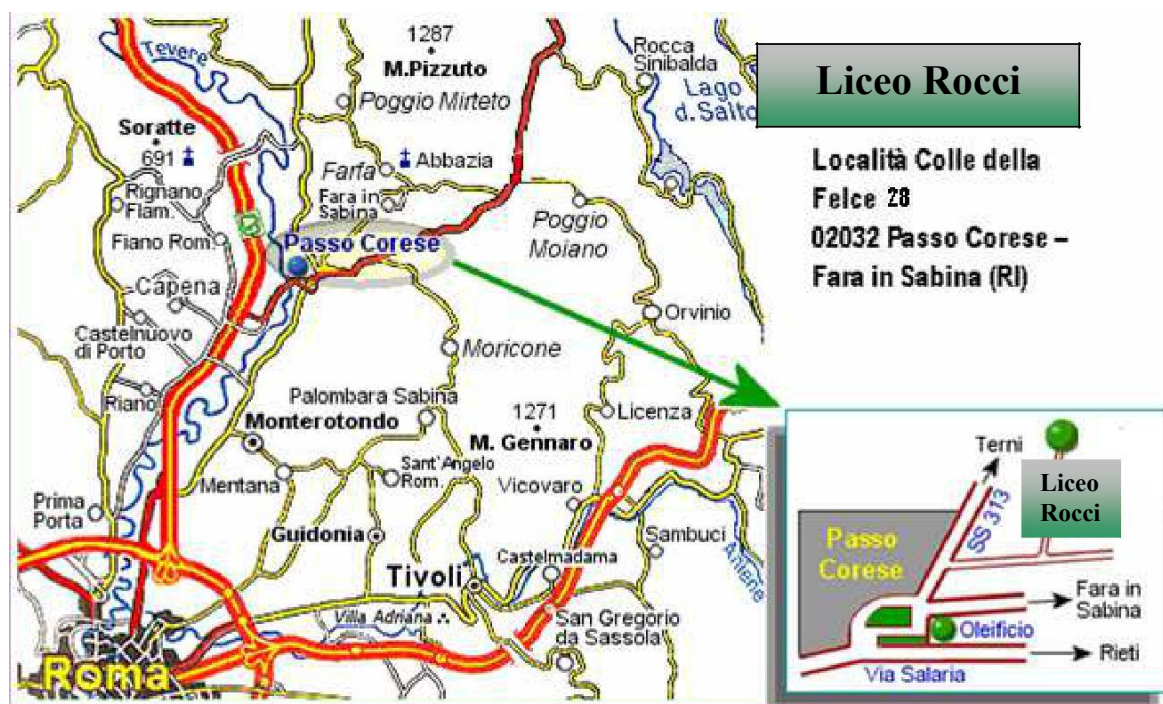 Liceo Rocci
Località Colle della
Felce 28
02032 Passo Corese –
Fara in Sabina (RI)
Tevere
1287
M.Pizzuto
Poggio Mirteto
Rocca
Sinibalda
Lago
d. Salto
Soratte
691
Abbazia
Farfa
Rignano
Flam.
Fara in
Sabina
Poggio
Moiano
Fiano Rom.
Passo Corese
Capena
Castelnuovo
di Porto
Orvinio
Moricone
Riano
Palombara Sabina
Monterotondo
1271
M. Gennaro
Licenza
Mentana
Sant'Angelo
Rom.
Vicovaro
Prima
Porta
Guidonia
Sambuci
Castelmadama
Aniene
Tivoli
Villa Adriana
San Gregorio
da Sassola
Roma
Terni
Liceo
Rocci
SS 313
Passo
Corese
Fara in
Sabina
Oleificio
Rieti
Via Salaria